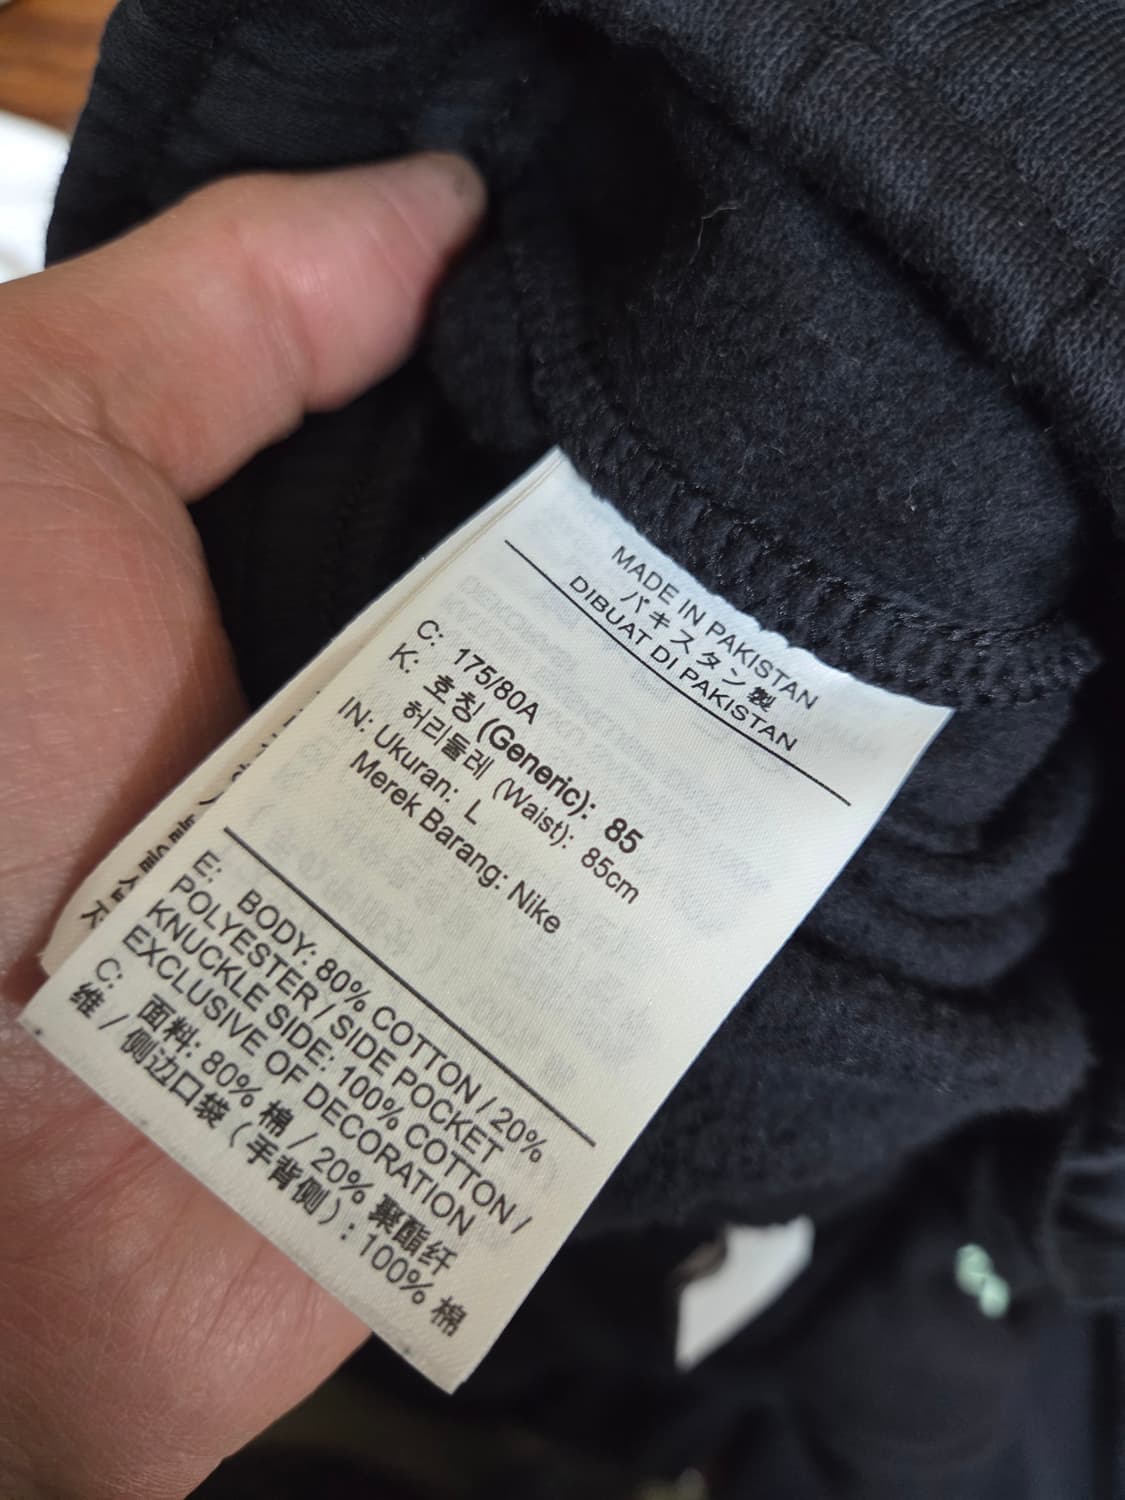 MADE IN PAKISTAN
パキスタン製
DIBUAT DI PAKISTAN
C: 175/80A
K: 호칭 (Generic): 85
허리둘레 (Waist): 85cm
IN: Ukuran: L
Merek Barang: Nike
E: BODY: 80% COTTON / 20%
POLYESTER / SIDE POCKET
KNUCKLE SIDE: 100% COTTON /
EXCLUSIVE OF DECORATION
C: 面料: 80% 棉 / 20% 聚酯纤
维 / 侧边口袋 ( 手背侧 ) : 100% 棉